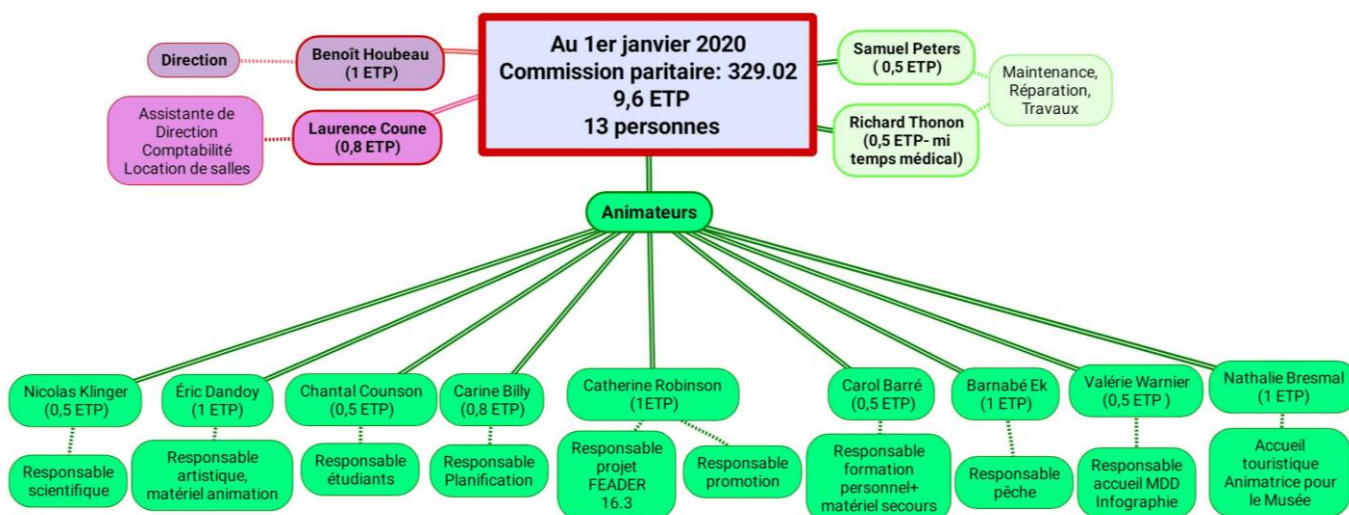 Au 1er janvier 2020
Commission paritaire: 329.02
9,6 ETP
13 personnes
Direction
Benoît Houbeau
(1 ETP)
Assistante de
Direction
Comptabilité
Location de salles
Laurence Coune
(0,8 ETP)
Samuel Peters
( 0,5 ETP)
Richard Thonon
(0,5 ETP- mi
temps médical)
Maintenance,
Réparation,
Travaux
Animateurs
Nicolas Klinger
(0,5 ETP)
Responsable
scientifique
Éric Dandoy
(1 ETP)
Responsable
artistique,
matériel animation
Chantal Counson
(0,5 ETP)
Responsable
étudiants
Carine Billy
(0,8 ETP)
Responsable
Planification
Catherine Robinson
(1ETP)
Responsable
projet
FEADER
16.3
Responsable
promotion
Carol Barré
(0,5 ETP)
Responsable
formation
personnel+
matériel secours
Barnabé Ek
(1 ETP)
Responsable
pêche
Valérie Warnier
(0,5 ETP )
Responsable
accueil MDD
Infographie
Nathalie Bresmal
(1 ETP)
Accueil
touristique
Animatrice pour
le Musée